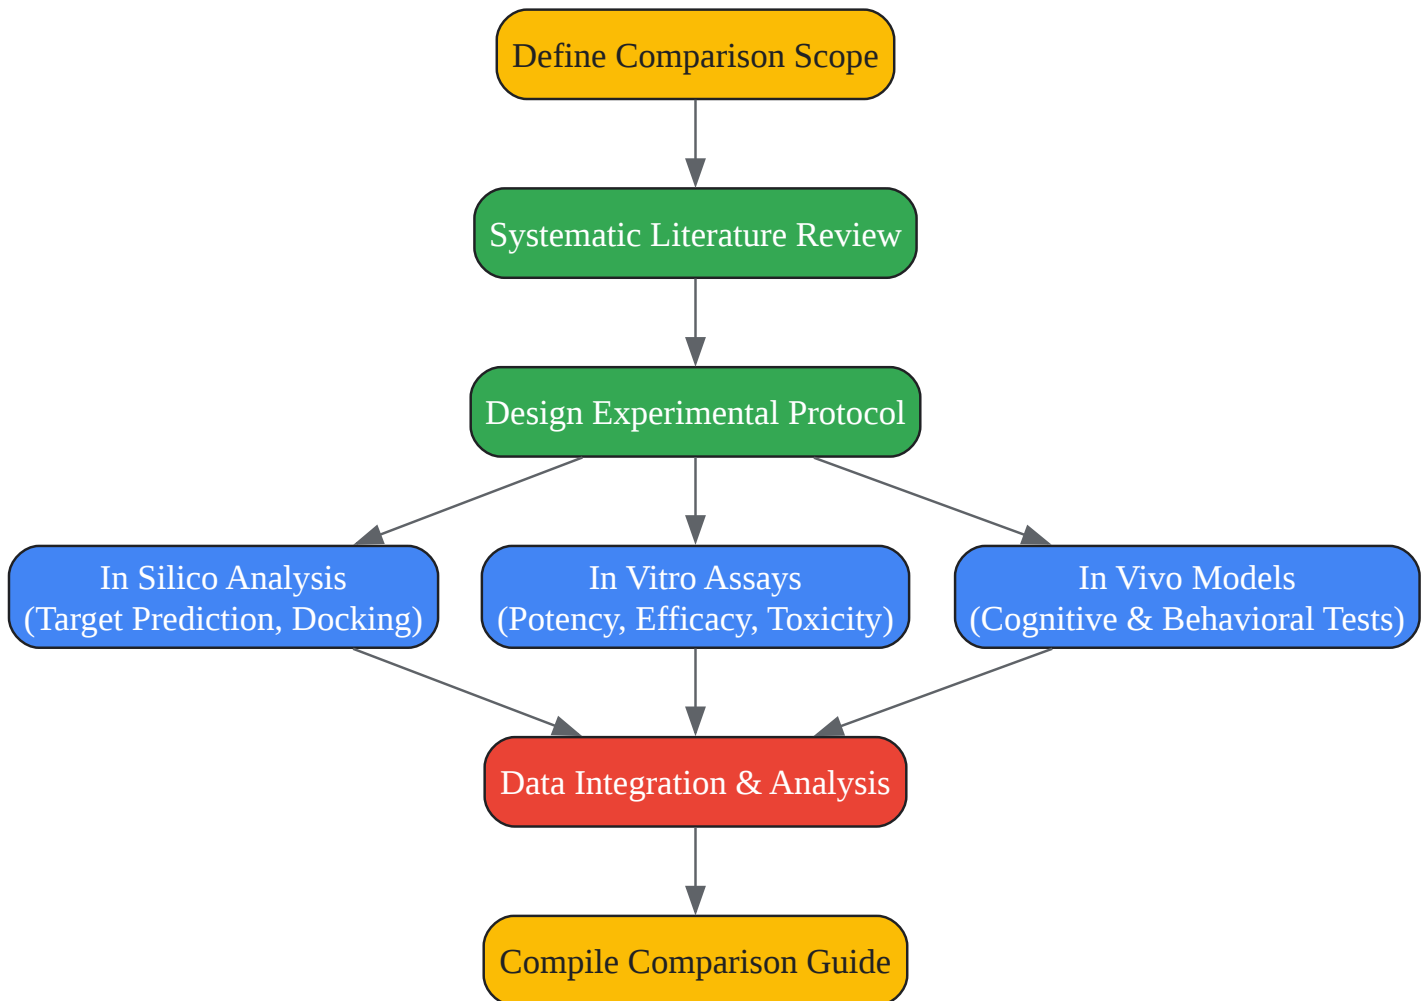 Define Comparison Scope
Systematic Literature Review
Design Experimental Protocol
In Silico Analysis
(Target Prediction, Docking)
In Vitro Assays
(Potency, Efficacy, Toxicity)
In Vivo Models
(Cognitive & Behavioral Tests)
Data Integration & Analysis
Compile Comparison Guide